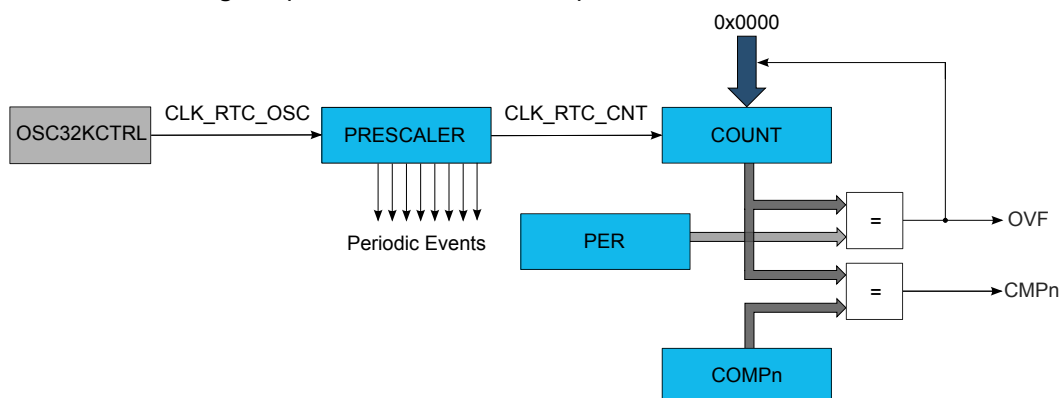 0x0000
CLK_RTC_OSC
CLK_RTC_CNT
OSC32KCTRL
PRESCALER
COUNT
Periodic Events
PER
=
OVF
=
CMPn
COMPn